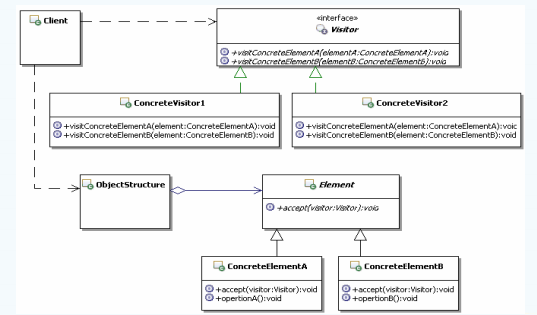 Client
«interface»
Visitor
+visitConcreteElementA(elementA:ConcreteElementA):void
+visitConcreteElementB(elementB:ConcreteElementB):void
ConcreteVisitor1
+visitConcreteElementA(element:ConcreteElementA):void
+visitConcreteElementB(element:ConcreteElementB):void
ConcreteVisitor2
+visitConcreteElementA(element:ConcreteElementA):void
+visitConcreteElementB(element:ConcreteElementB):void
ObjectStructure
Element
+accept(visitor:Visitor):void
ConcreteElementA
+accept(visitor:Visitor):void
+opertionA():void
ConcreteElementB
+accept(visitor:Visitor):void
+opertionB():void